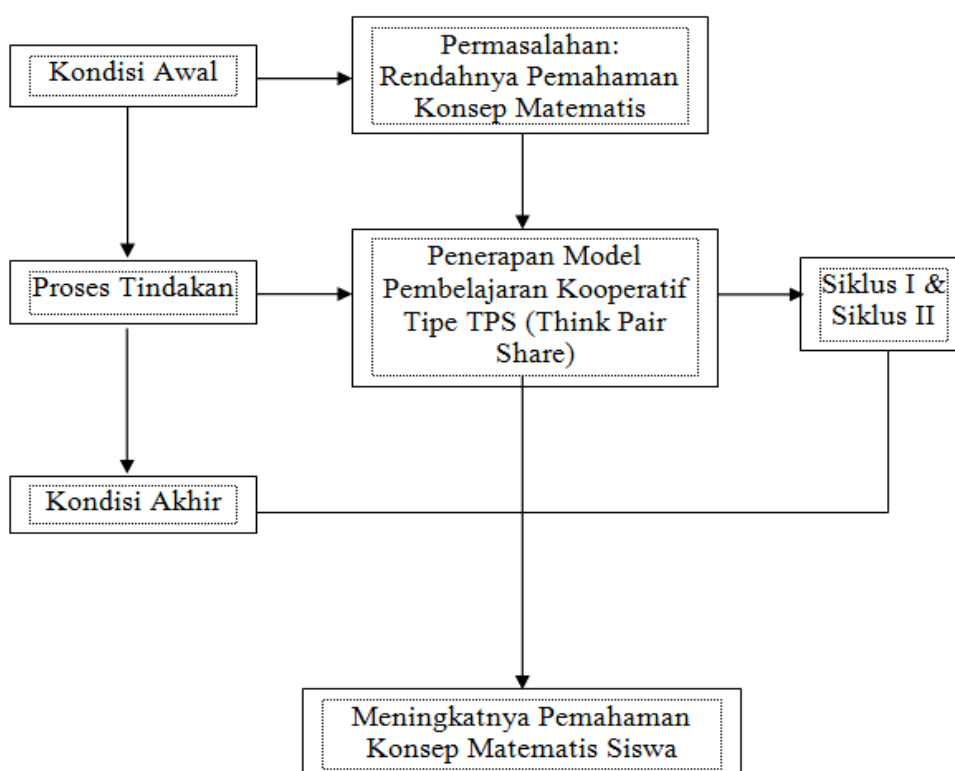 Kondisi Awal
Permasalahan:
Rendahnya Pemahaman
Konsep Matematis
Proses Tindakan
Penerapan Model
Pembelajaran Kooperatif
Tipe TPS (Think Pair
Share)
Siklus I &
Siklus II
Kondisi Akhir
Meningkatnya Pemahaman
Konsep Matematis Siswa